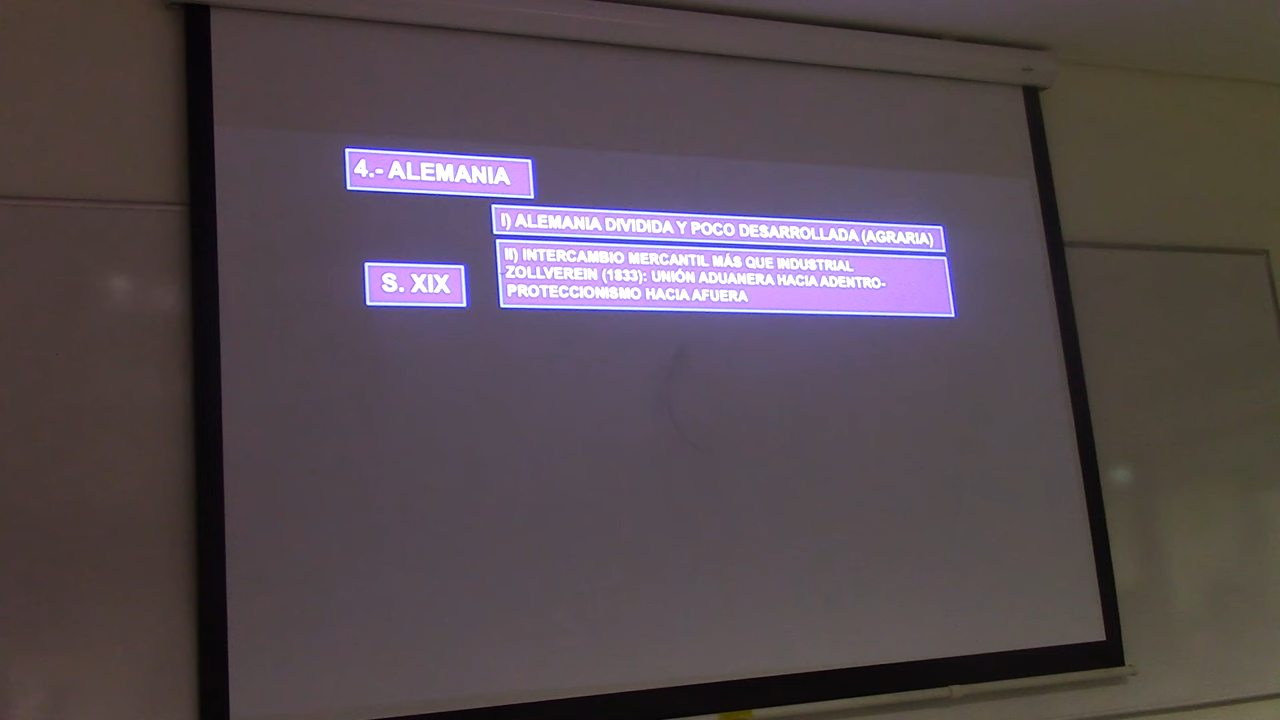 4.- ALEMANIA
I) ALEMANIA DIVIDIDA Y POCO DESARROLLADA (AGRARIA)
S. XIX
II) INTERCAMBIO MERCANTIL MÁS QUE INDUSTRIAL
ZOLLVEREIN (1833): UNIÓN ADUANERA HACIA ADENTRO-
PROTECCIONISMO HACIA AFUERA